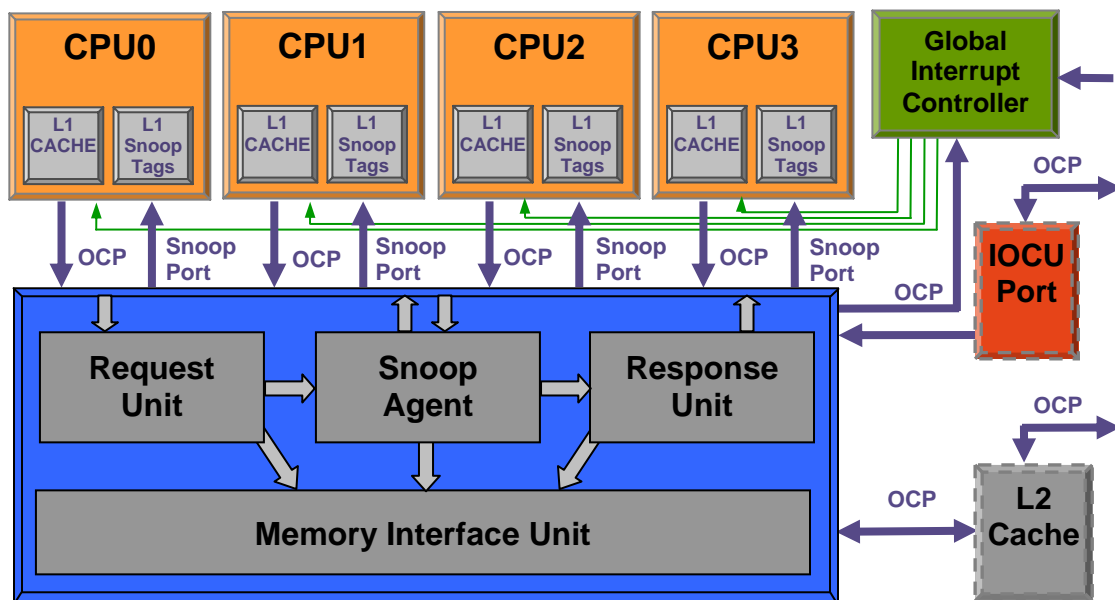 CPU0
CPU1
CPU2
CPU3
Global
Interrupt
Controller
L1
CACHE
L1
Snoop
Tags
L1
CACHE
L1
Snoop
Tags
L1
CACHE
L1
Snoop
Tags
L1
CACHE
L1
Snoop
Tags
OCP
OCP
Snoop
Port
OCP
Snoop
Port
OCP
Snoop
Port
OCP
Snoop
Port
OCP
IOCU
Port
Request
Unit
Snoop
Agent
Response
Unit
OCP
Memory Interface Unit
OCP
L2
Cache